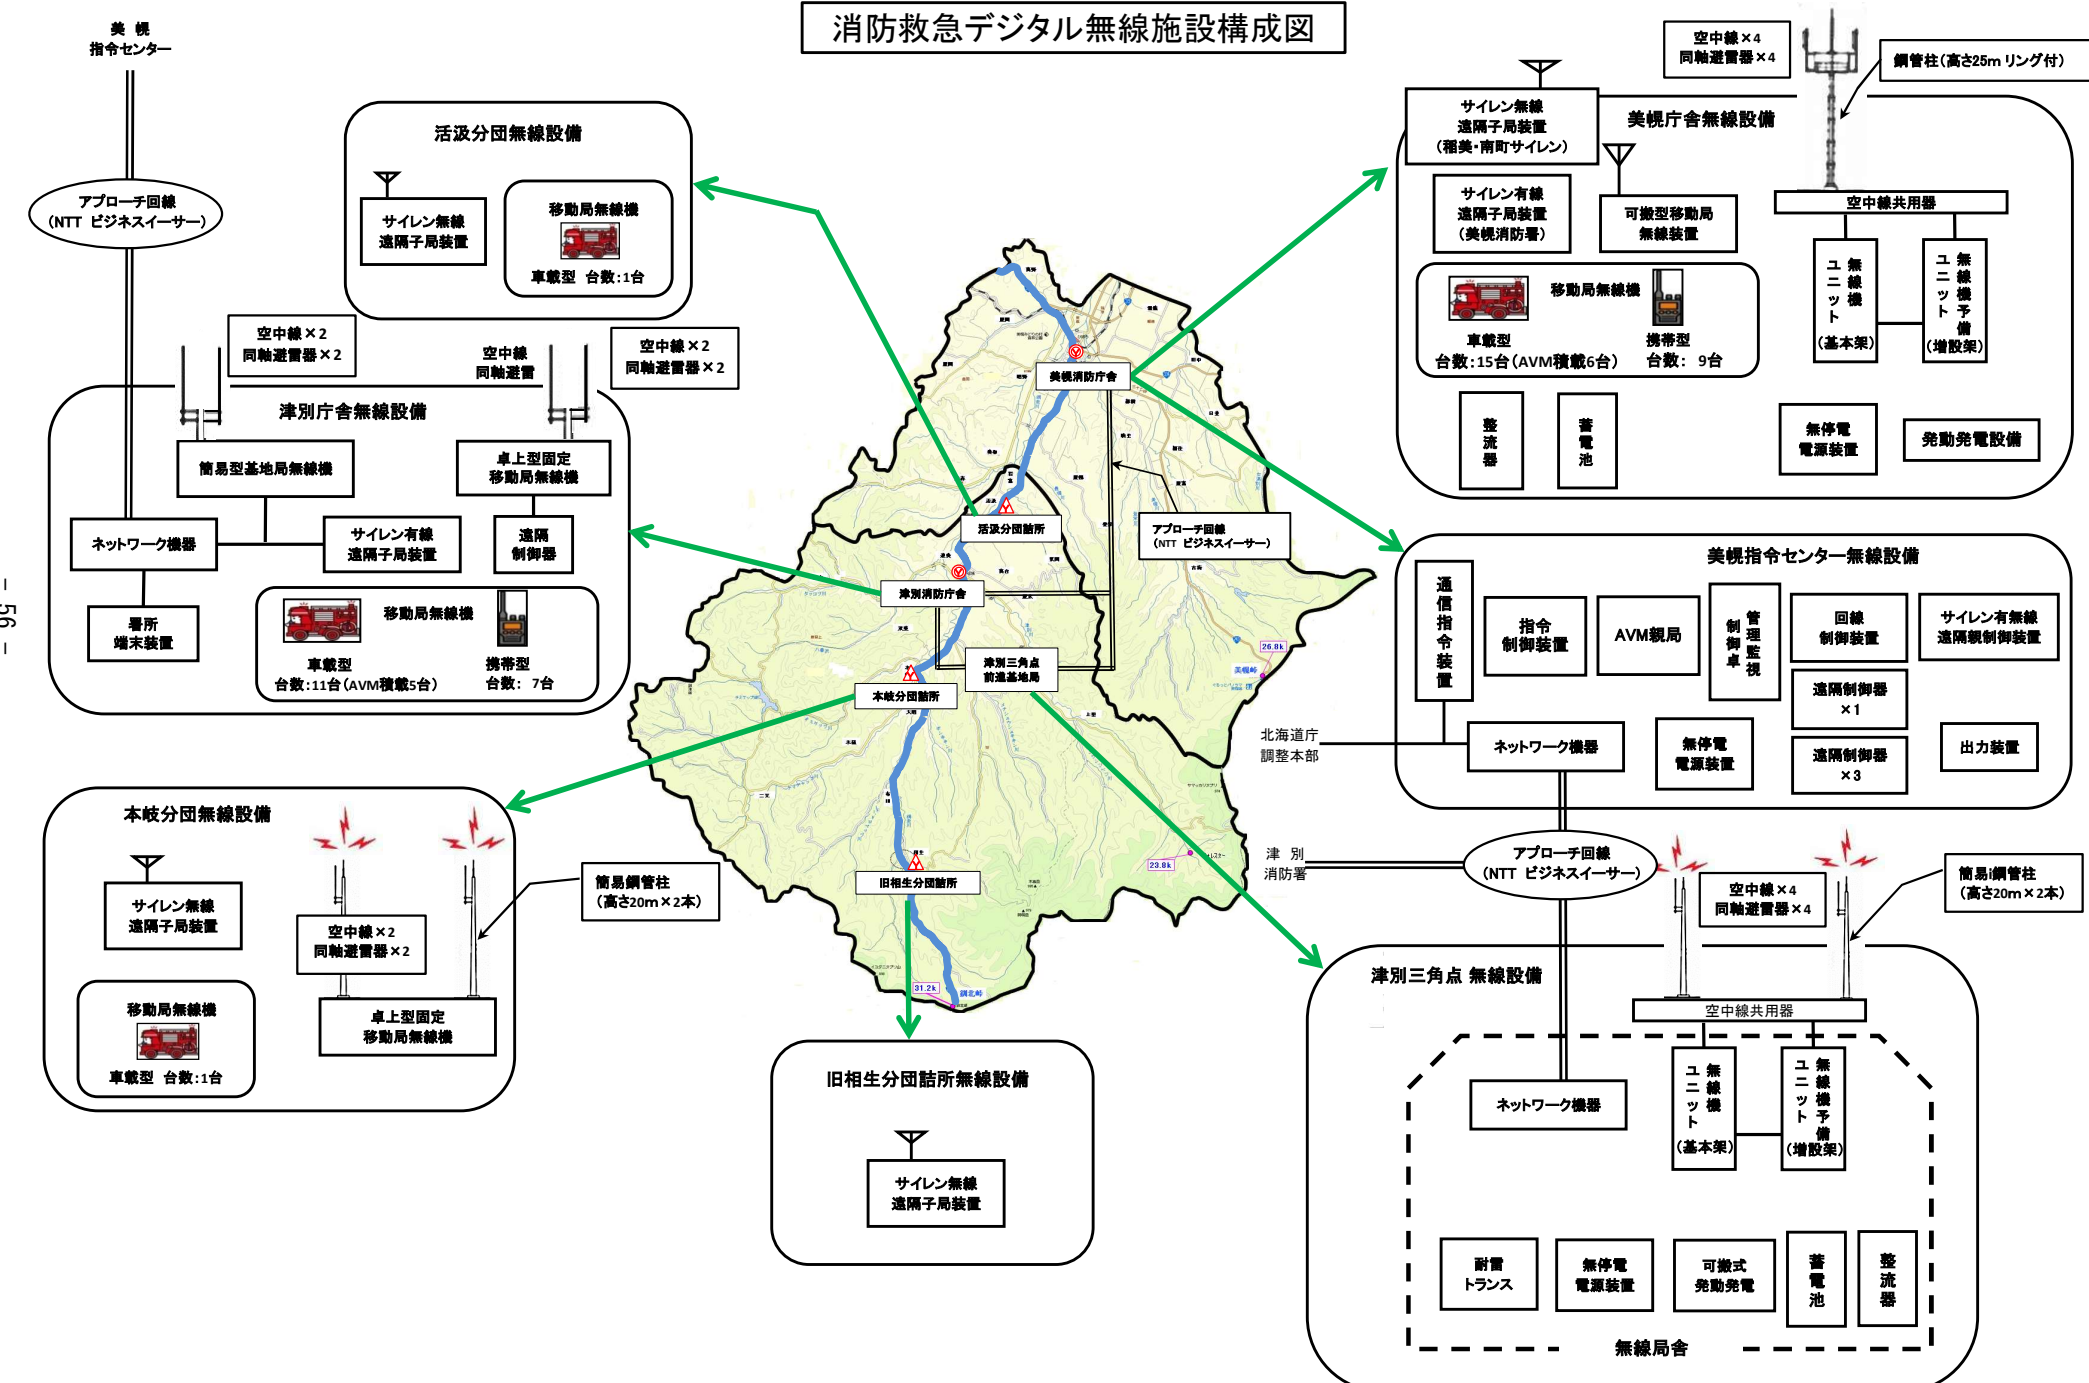 消防救急デジタル無線施設構成図
美 幌
指令センター
アプローチ回線
（NTT ビジネスイーサー）
活汲分団無線設備
サイレン無線
遠隔子局装置
移動局無線機
車載型 台数:1台
空中線×2
同軸避雷器×2
空中線
同軸避雷
空中線×2
同軸避雷器×2
津別庁舎無線設備
簡易型基地局無線機
卓上型固定
移動局無線機
ネットワーク機器
サイレン有線
遠隔子局装置
遠隔
制御器
署所
端末装置
移動局無線機
車載型
台数:11台(AVM積載5台)
携帯型
台数: 7台
- 56 -
本岐分団無線設備
サイレン無線
遠隔子局装置
空中線×2
同軸避雷器×2
簡易鋼管柱
（高さ20m×2本）
移動局無線機
車載型 台数:1台
卓上型固定
移動局無線機
美幌消防庁舎
活汲分団詰所
アプローチ回線
（NTT ビジネスイーサー）
津別消防庁舎
津別三角点
前進基地局
本岐分団詰所
旧相生分団詰所
26.8k
美幌峠
23.8k
31.2k
釧北峠
旧相生分団詰所無線設備
サイレン無線
遠隔子局装置
空中線×4
同軸避雷器×4
鋼管柱(高さ25m リング付)
サイレン無線
遠隔子局装置
（稲美・南町サイレン）
美幌庁舎無線設備
サイレン有線
遠隔子局装置
(美幌消防署)
可搬型移動局
無線装置
空中線共用器
無線機
ユニット
(基本架)
無線機予備
ユニット
(増設架)
移動局無線機
車載型
台数:15台(AVM積載6台)
携帯型
台数: 9台
整流器
蓄電池
無停電
電源装置
発動発電設備
美幌指令センター無線設備
通信指令装置
指令
制御装置
AVM親局
管理監視
制御卓
回線
制御装置
サイレン有無線
遠隔親制御装置
遠隔制御器
×1
遠隔制御器
×3
北海道庁
調整本部
ネットワーク機器
無停電
電源装置
出力装置
津 別
消防署
アプローチ回線
（NTT ビジネスイーサー）
空中線×4
同軸避雷器×4
簡易i鋼管柱
（高さ20m×2本）
津別三角点 無線設備
空中線共用器
ネットワーク機器
無線機
ユニット
(基本架)
無線機予備
ユニット
(増設架)
耐雷
トランス
無停電
電源装置
可搬式
発動発電
蓄電池
整流器
無線局舎